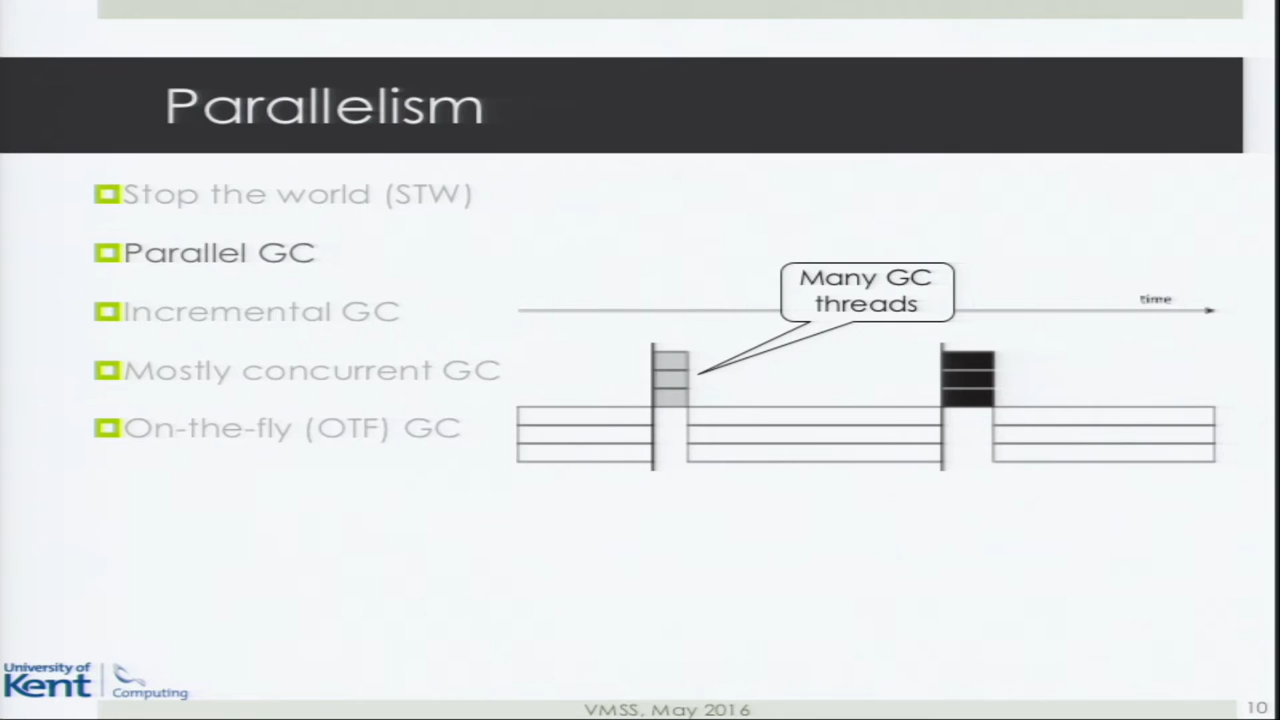 Parallelism
Stop the world (STW)
Parallel GC
Incremental GC
Mostly concurrent GC
On-the-fly (OTF) GC
Many GC
threads
time
University of
Kent
Computing
VMSS, May 2016
10